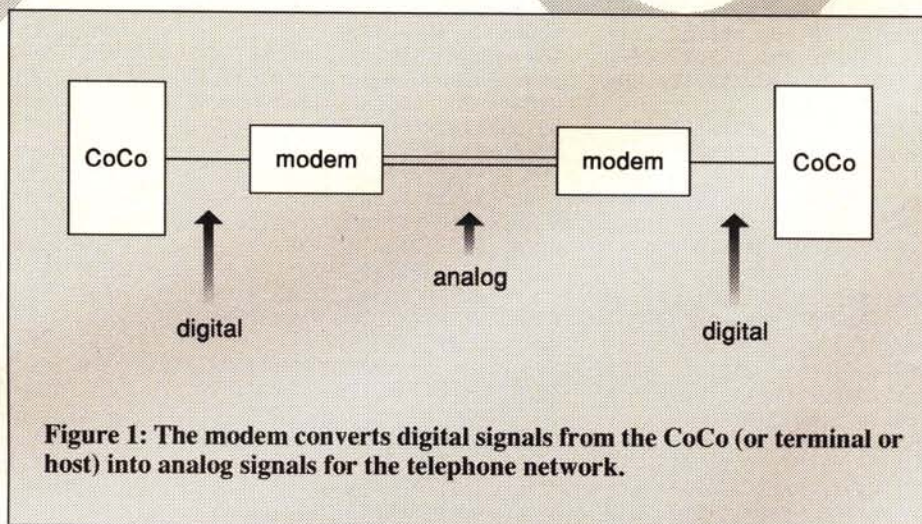 CoCo modem modem CoCo
analog
digital digital
Figure 1: The modem converts digital signals from the CoCo (or terminal or
host) into analog signals for the telephone network.